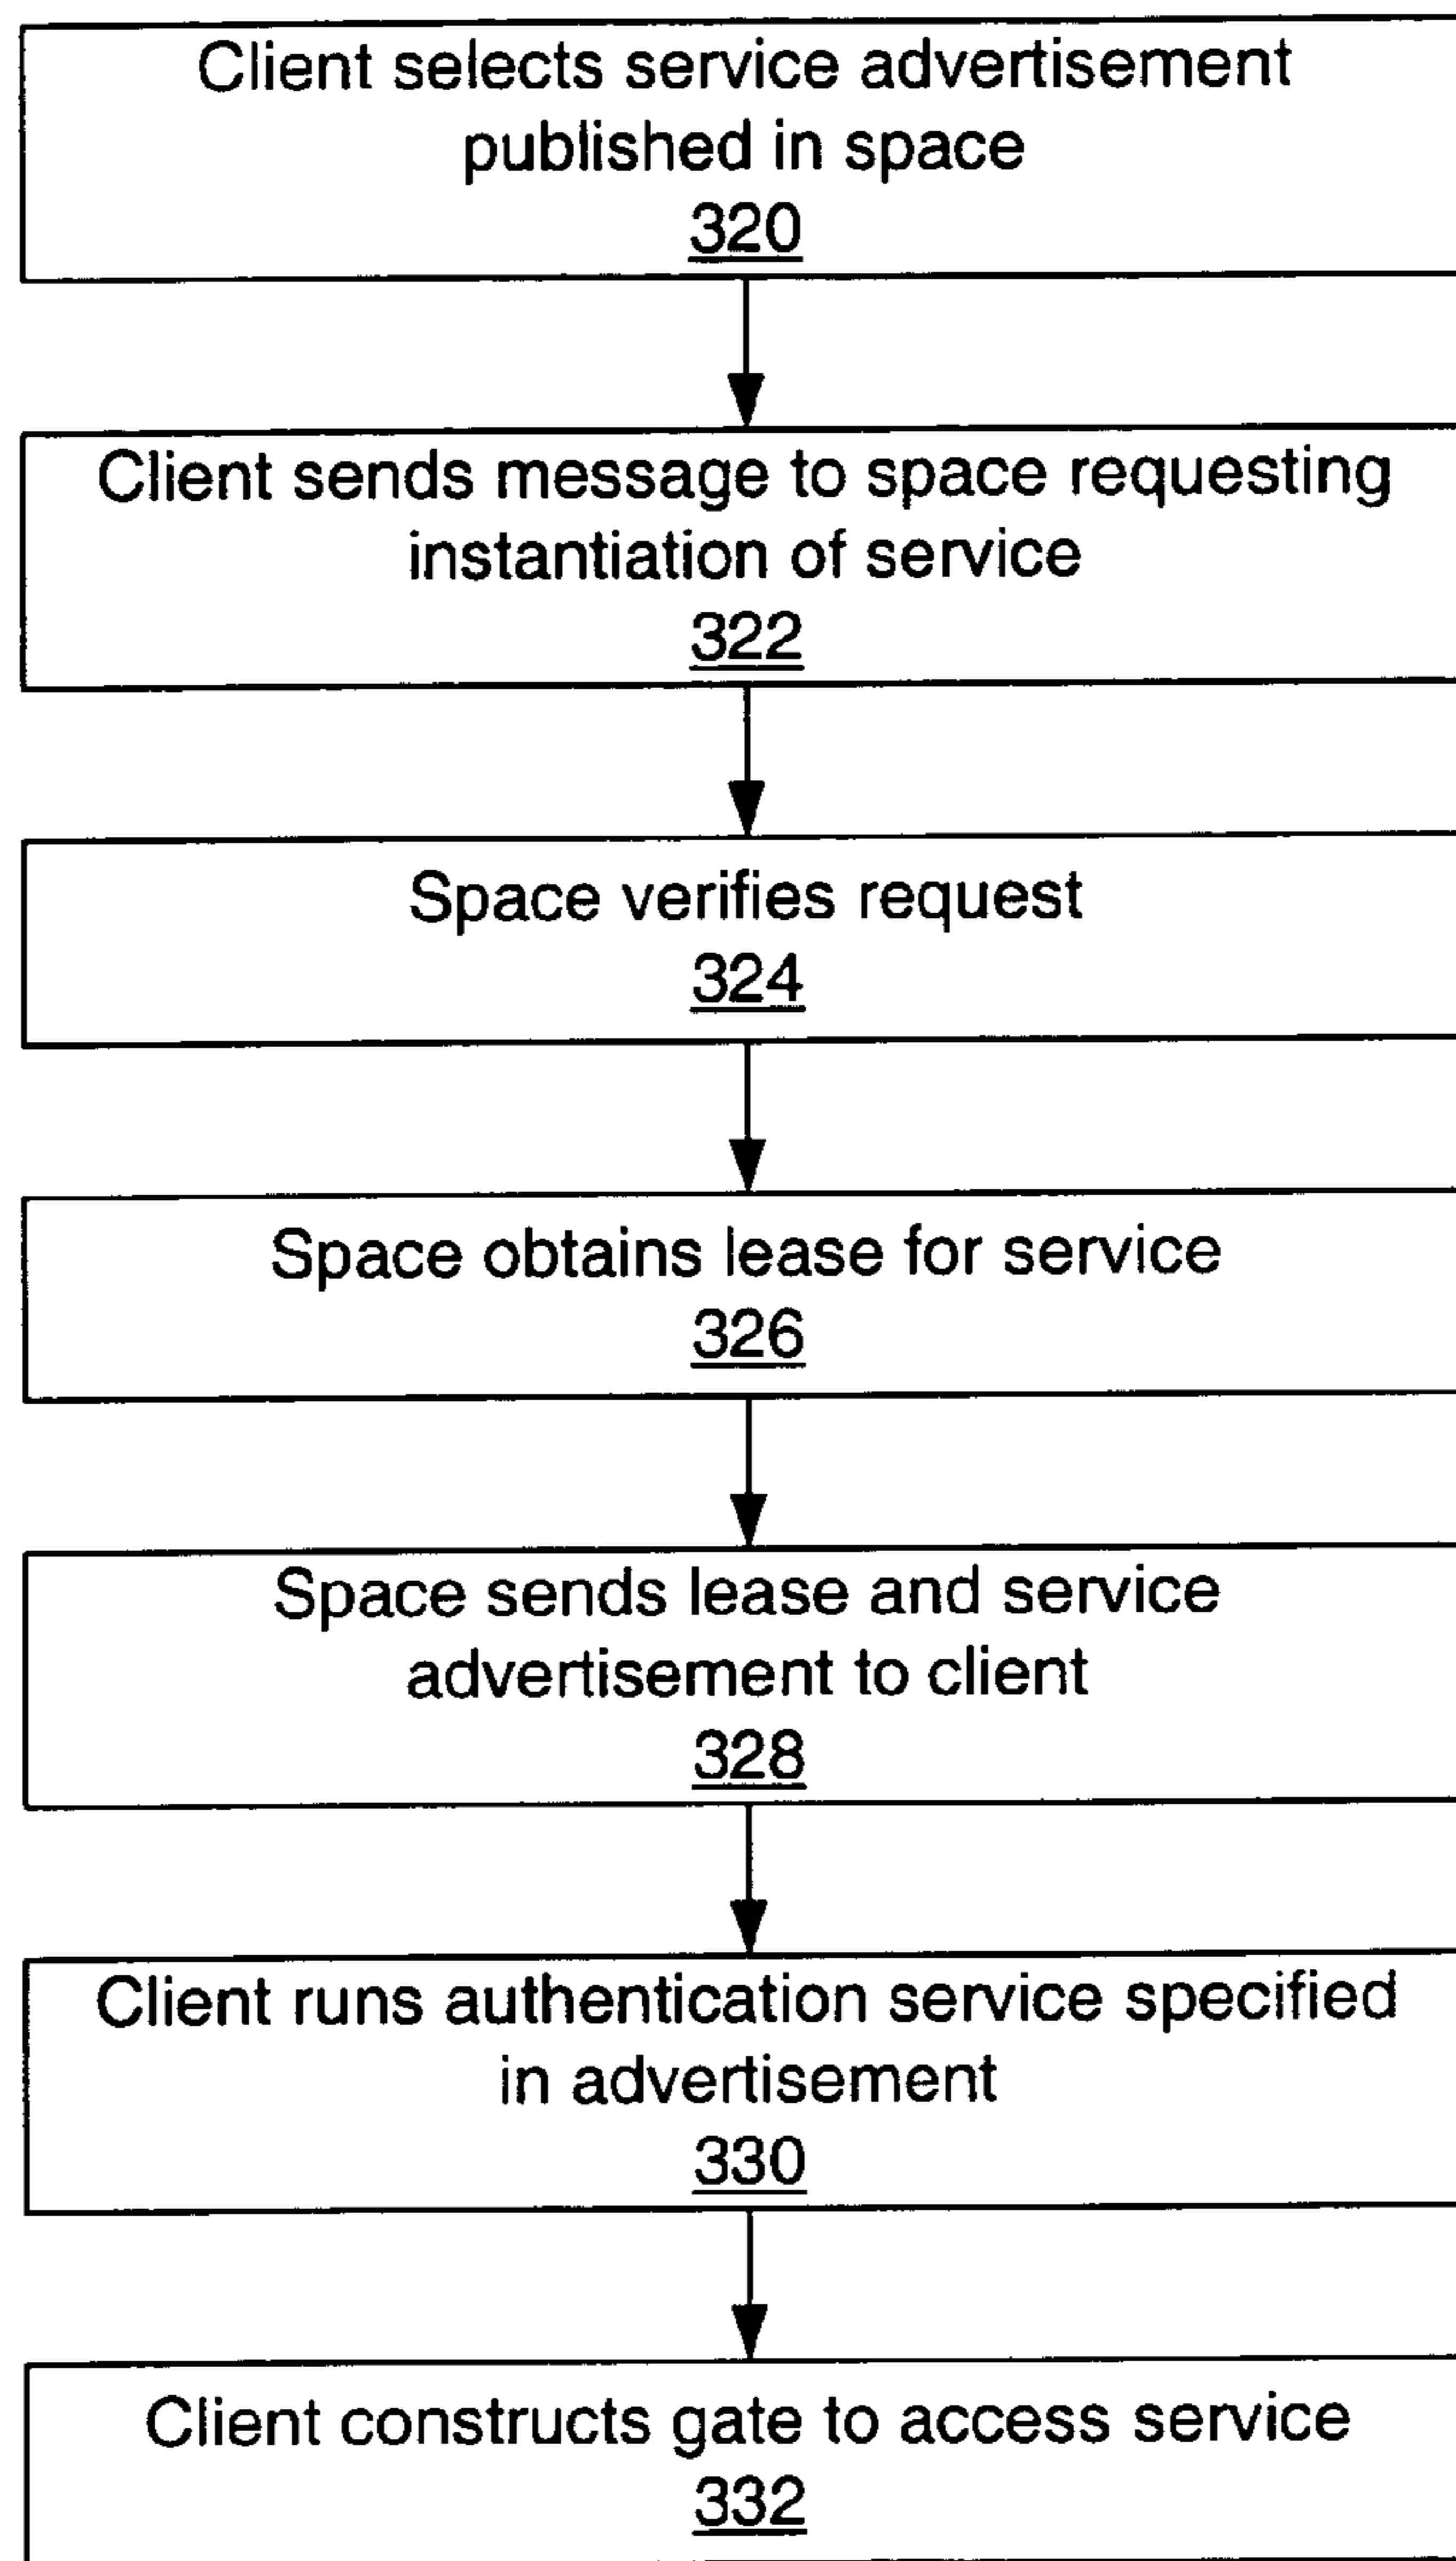 Client selects service advertisement
published in space
320
Client sends message to space requesting
instantiation of service
322
Space verifies request
324
Space obtains lease for service
326
Space sends lease and service
advertisement to client
328
Client runs authentication service specified
in advertisement
330
Client constructs gate to access service
332